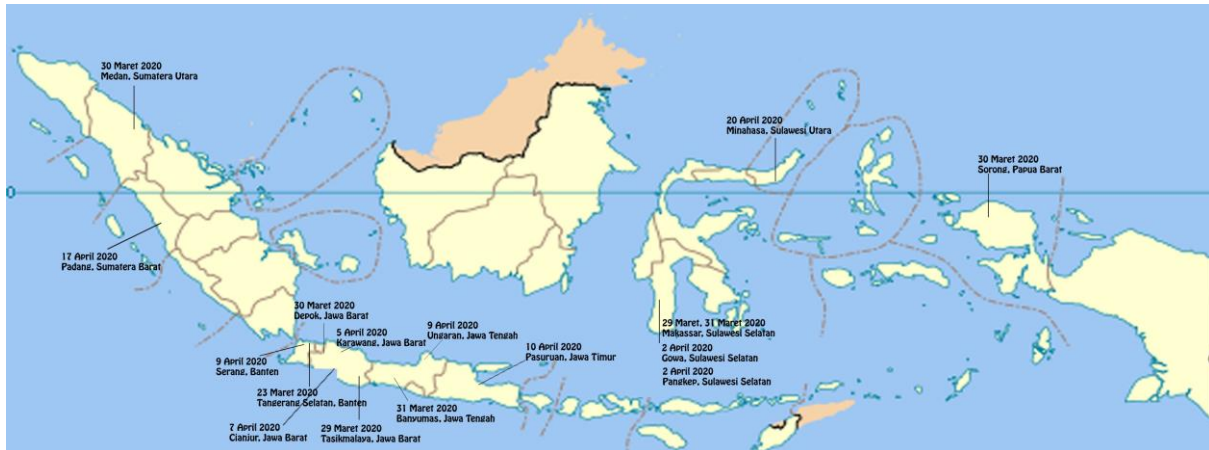 30 Maret 2020
Medan, Sumatera Utara
20 April 2020
Minahasa, Sulawesi Utara
30 Maret 2020
Sorong, Papua Barat
0
17 April 2020
Padang, Sumatera Barat
30 Maret 2020
Depok, Jawa Barat
5 April 2020
Karawang, Jawa Barat
9 April 2020
Ungaran, Jawa Tengah
10 April 2020
Pasuruan, Jawa Timur
29 Maret, 31 Maret 2020
Makassar, Sulawesi Selatan
2 April 2020
Gowa, Sulawesi Selatan
2 April 2020
Pangkep, Sulawesi Selatan
9 April 2020
Serang, Banten
23 Maret 2020
Tangerang Selatan, Banten
7 April 2020
Cianjur, Jawa Barat
29 Maret 2020
Tasikmalaya, Jawa Barat
31 Maret 2020
Banyumas, Jawa Tengah